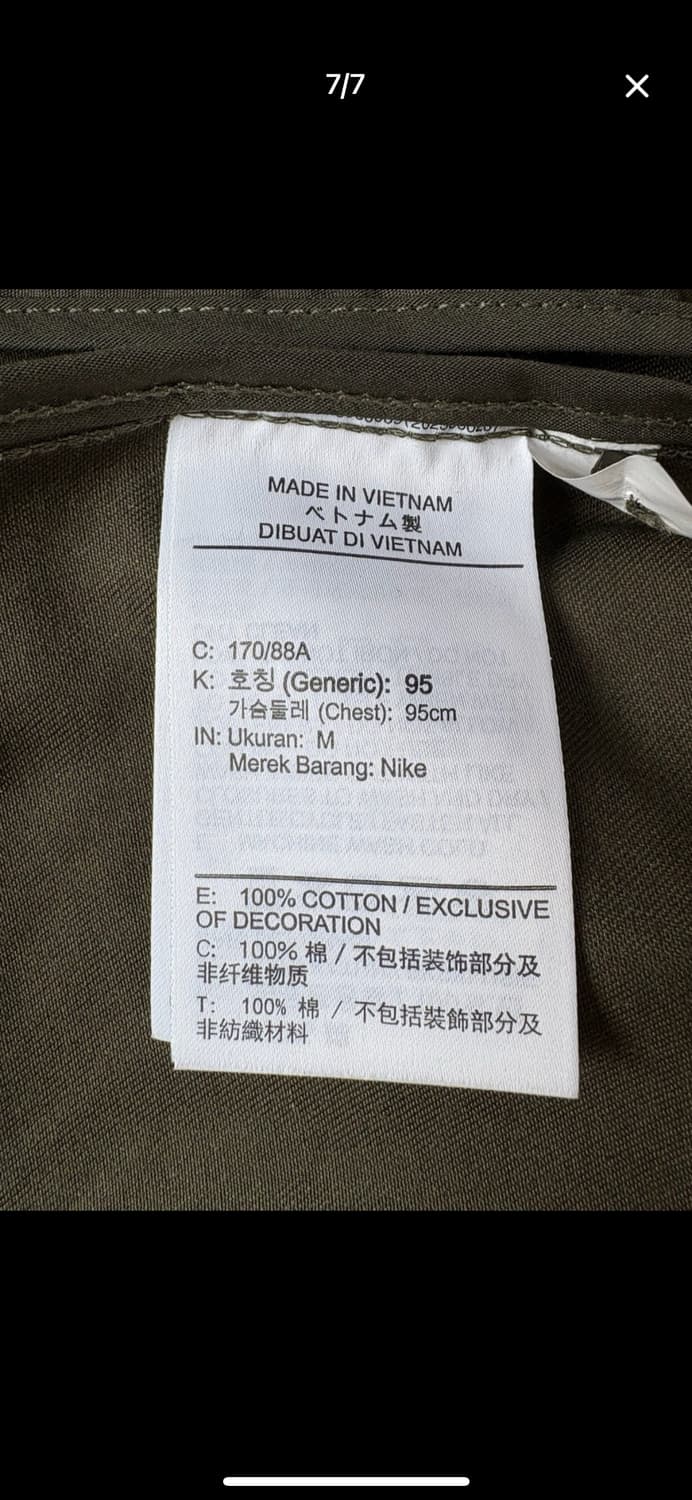 7/7
MADE IN VIETNAM
ベトナム製
DIBUAT DI VIETNAM
C: 170/88A
K: 호칭 (Generic): 95
가슴둘레 (Chest): 95cm
IN: Ukuran: M
Merek Barang: Nike
E: 100% COTTON / EXCLUSIVE
OF DECORATION
C: 100% 棉 / 不包括装饰部分及
非纤维物质
T: 100% 棉 / 不包括裝飾部分及
非紡織材料